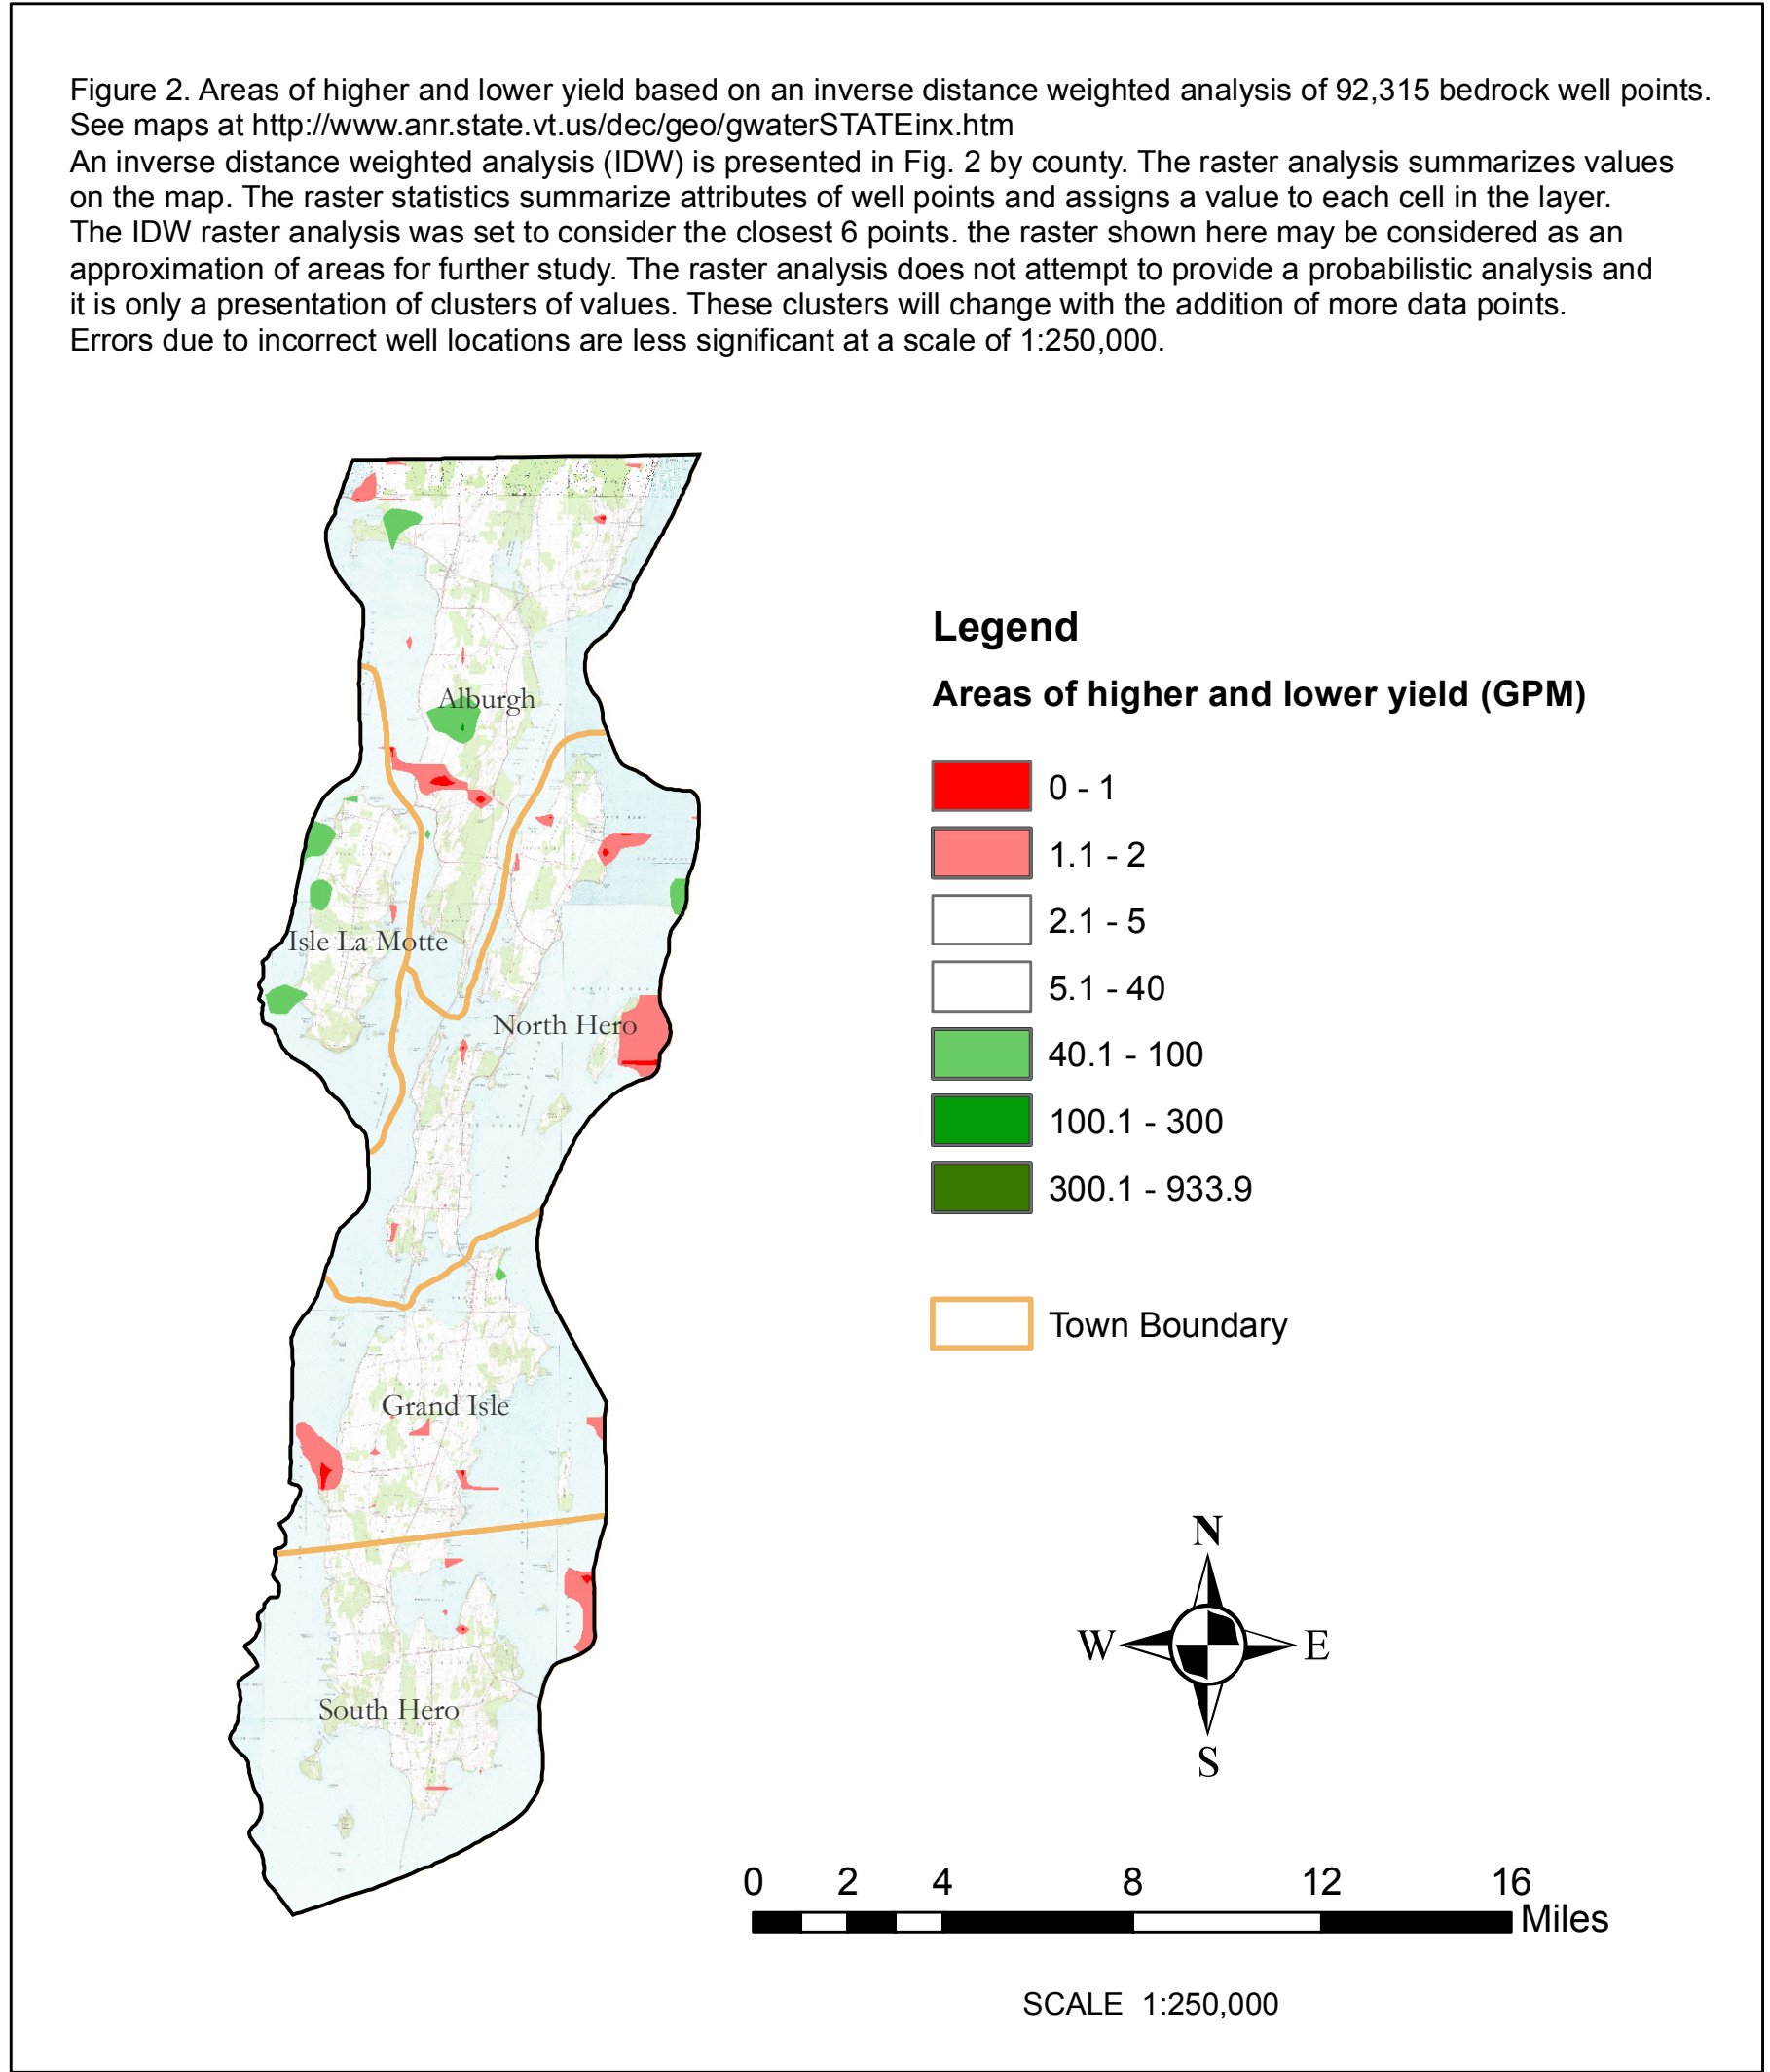 Figure 2. Areas of higher and lower yield based on an inverse distance weighted analysis of 92,315 bedrock well points.
See maps at http://www.anr.state.vt.us/dec/geo/gwaterSTATEinx.htm
An inverse distance weighted analysis (IDW) is presented in Fig. 2 by county. The raster analysis summarizes values
on the map. The raster statistics summarize attributes of well points and assigns a value to each cell in the layer.
The IDW raster analysis was set to consider the closest 6 points. the raster shown here may be considered as an
approximation of areas for further study. The raster analysis does not attempt to provide a probabilistic analysis and
it is only a presentation of clusters of values. These clusters will change with the addition of more data points.
Errors due to incorrect well locations are less significant at a scale of 1:250,000.
Alburgh
Isle La Motte
North Hero
Grand Isle
South Hero
Legend
Areas of higher and lower yield (GPM)
0 - 1
1.1 - 2
2.1 - 5
5.1 - 40
40.1 - 100
100.1 - 300
300.1 - 933.9
Town Boundary
N
W E
S
0 2 4 8 12 16
Miles
SCALE 1:250,000